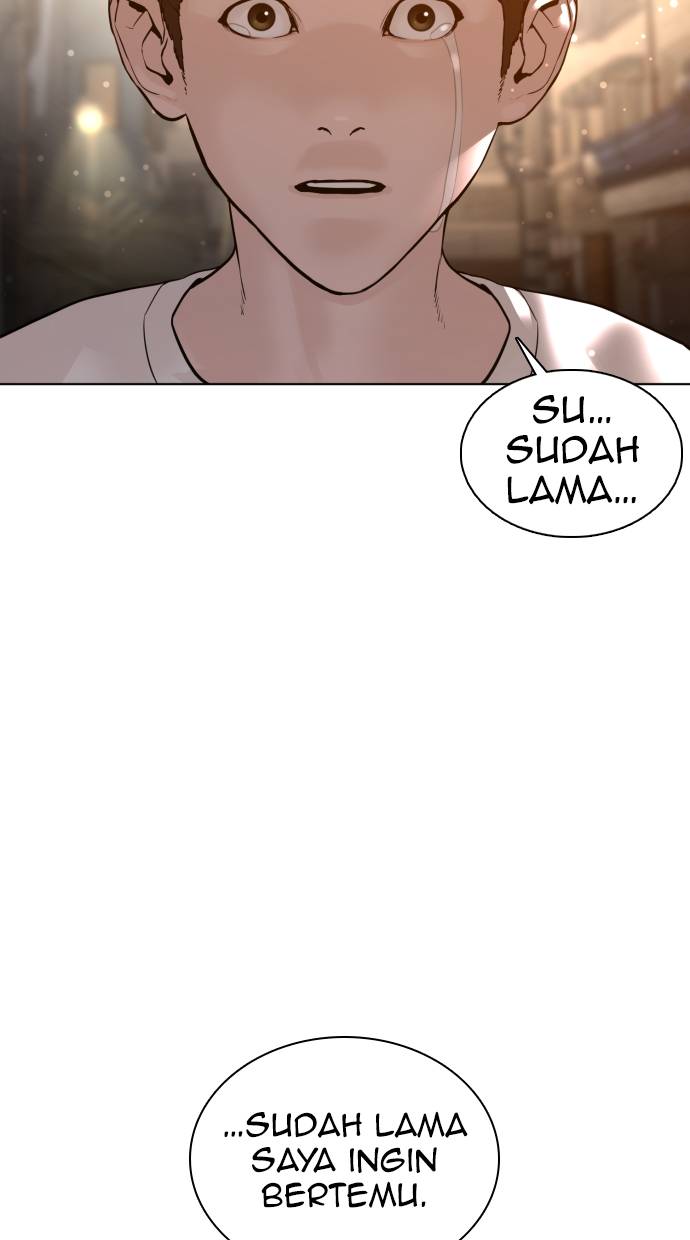 SU...
SUDAH
LAMA...
...SUDAH LAMA
SAYA INGIN
BERTEMU.